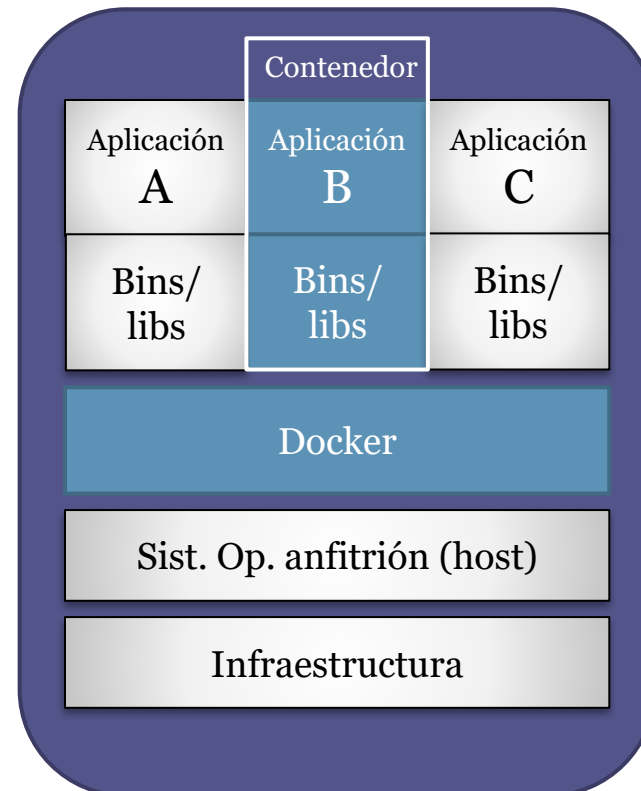 Contenedor
Aplicación
A
Aplicación
B
Aplicación
C
Bins/
libs
Bins/
libs
Bins/
libs
Docker
Sist. Op. anfitrión (host)
Infraestructura